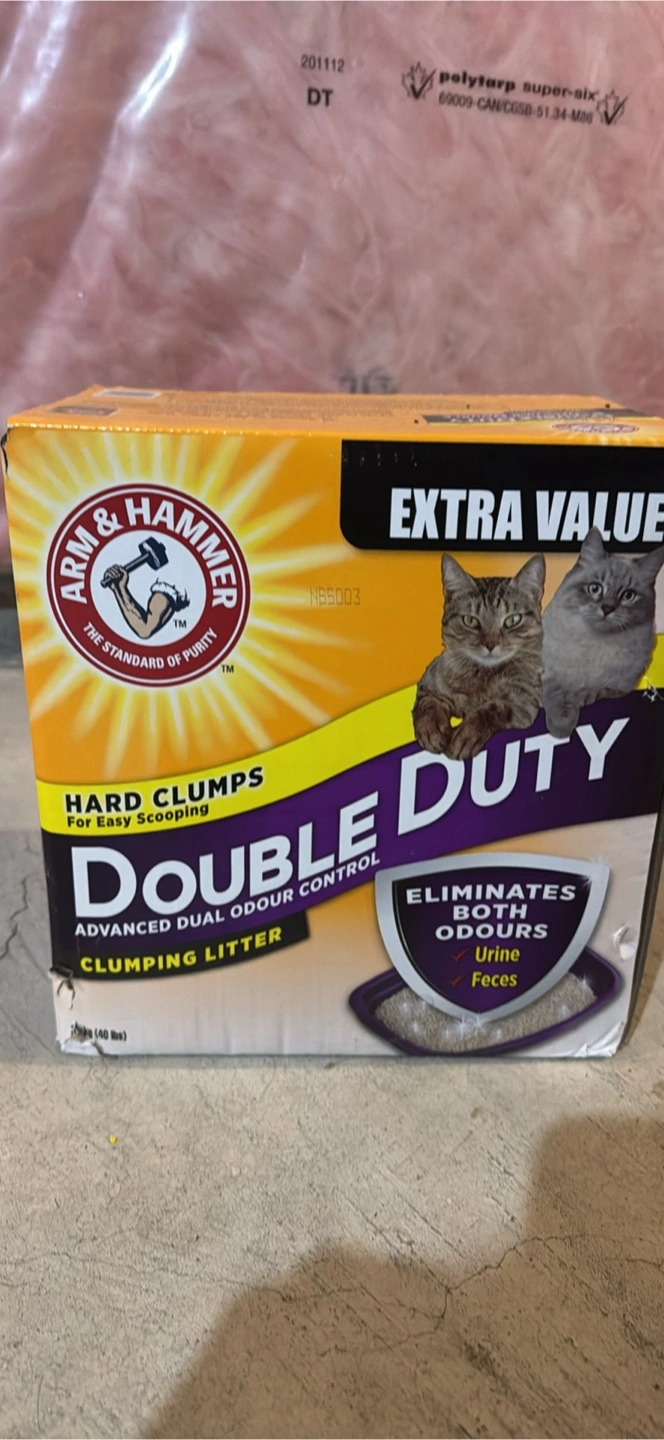 201112
DT
polytarp super-six
69009-CAN/CGSB-51.34-M86
EXTRA VALUE
ARM & HAMMER
THE STANDARD OF PURITY
TM
TM
NB5003
HARD CLUMPS
For Easy Scooping
DOUBLE DUTY
ADVANCED DUAL ODOUR CONTROL
CLUMPING LITTER
ELIMINATES
BOTH
ODOURS
Urine
Feces
(40 lbs)